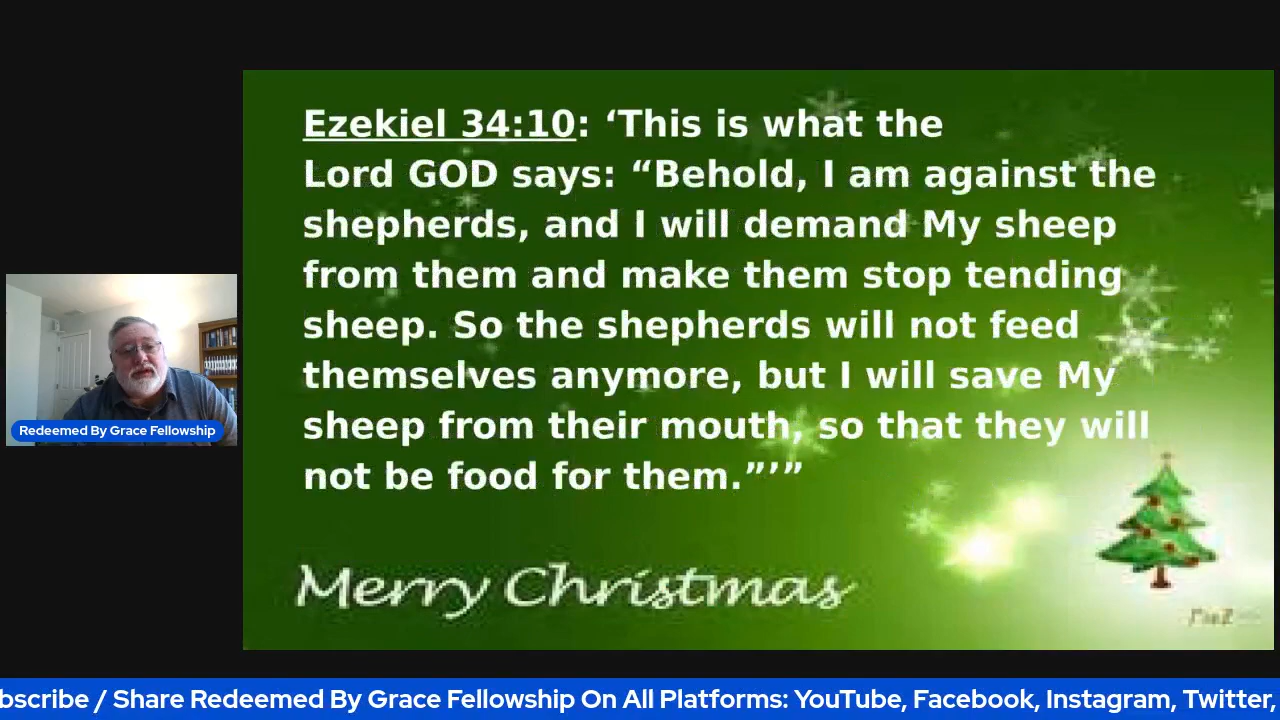 Ezekiel 34:10: ‘This is what the
Lord GOD says: “Behold, I am against the
shepherds, and I will demand My sheep
from them and make them stop tending
sheep. So the shepherds will not feed
themselves anymore, but I will save My
sheep from their mouth, so that they will
not be food for them.”’”
Merry Christmas
Redeemed By Grace Fellowship
bscribe / Share Redeemed By Grace Fellowship On All Platforms: YouTube, Facebook, Instagram, Twitter,